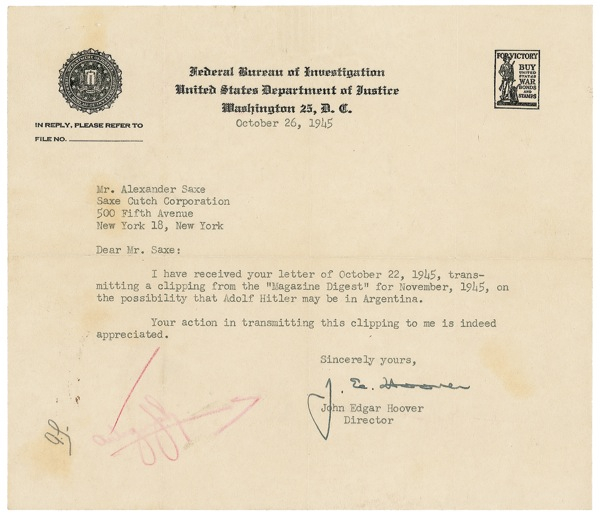 Federal Bureau of Investigation
United States Department of Justice
Washington 25, D. C.
October 26, 1945
FOR VICTORY
BUY
UNITED
STATES
WAR
BONDS
AND
STAMPS
IN REPLY, PLEASE REFER TO
FILE NO.
Mr. Alexander Saxe
Saxe Cutch Corporation
500 Fifth Avenue
New York 18, New York
Dear Mr. Saxe:
I have received your letter of October 22, 1945, trans-
mitting a clipping from the "Magazine Digest" for November, 1945, on
the possibility that Adolf Hitler may be in Argentina.
Your action in transmitting this clipping to me is indeed
appreciated.
Sincerely yours,
J. E. Hoover
John Edgar Hoover
Director